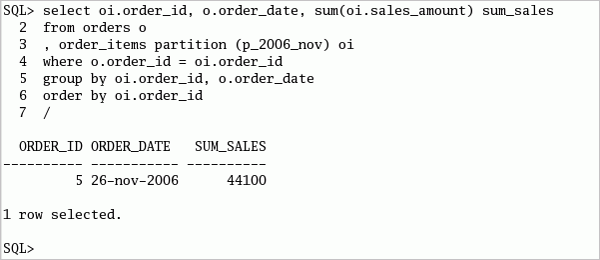 SQL> select oi.order_id, o.order_date, sum(oi.sales_amount) sum_sales
  2  from orders o
  3  , order_items partition (p_2006_nov) oi
  4  where o.order_id = oi.order_id
  5  group by oi.order_id, o.order_date
  6  order by oi.order_id
  7  /
  ORDER_ID ORDER_DATE   SUM_SALES
---------- ----------- ----------
         5 26-nov-2006      44100
1 row selected.
SQL>